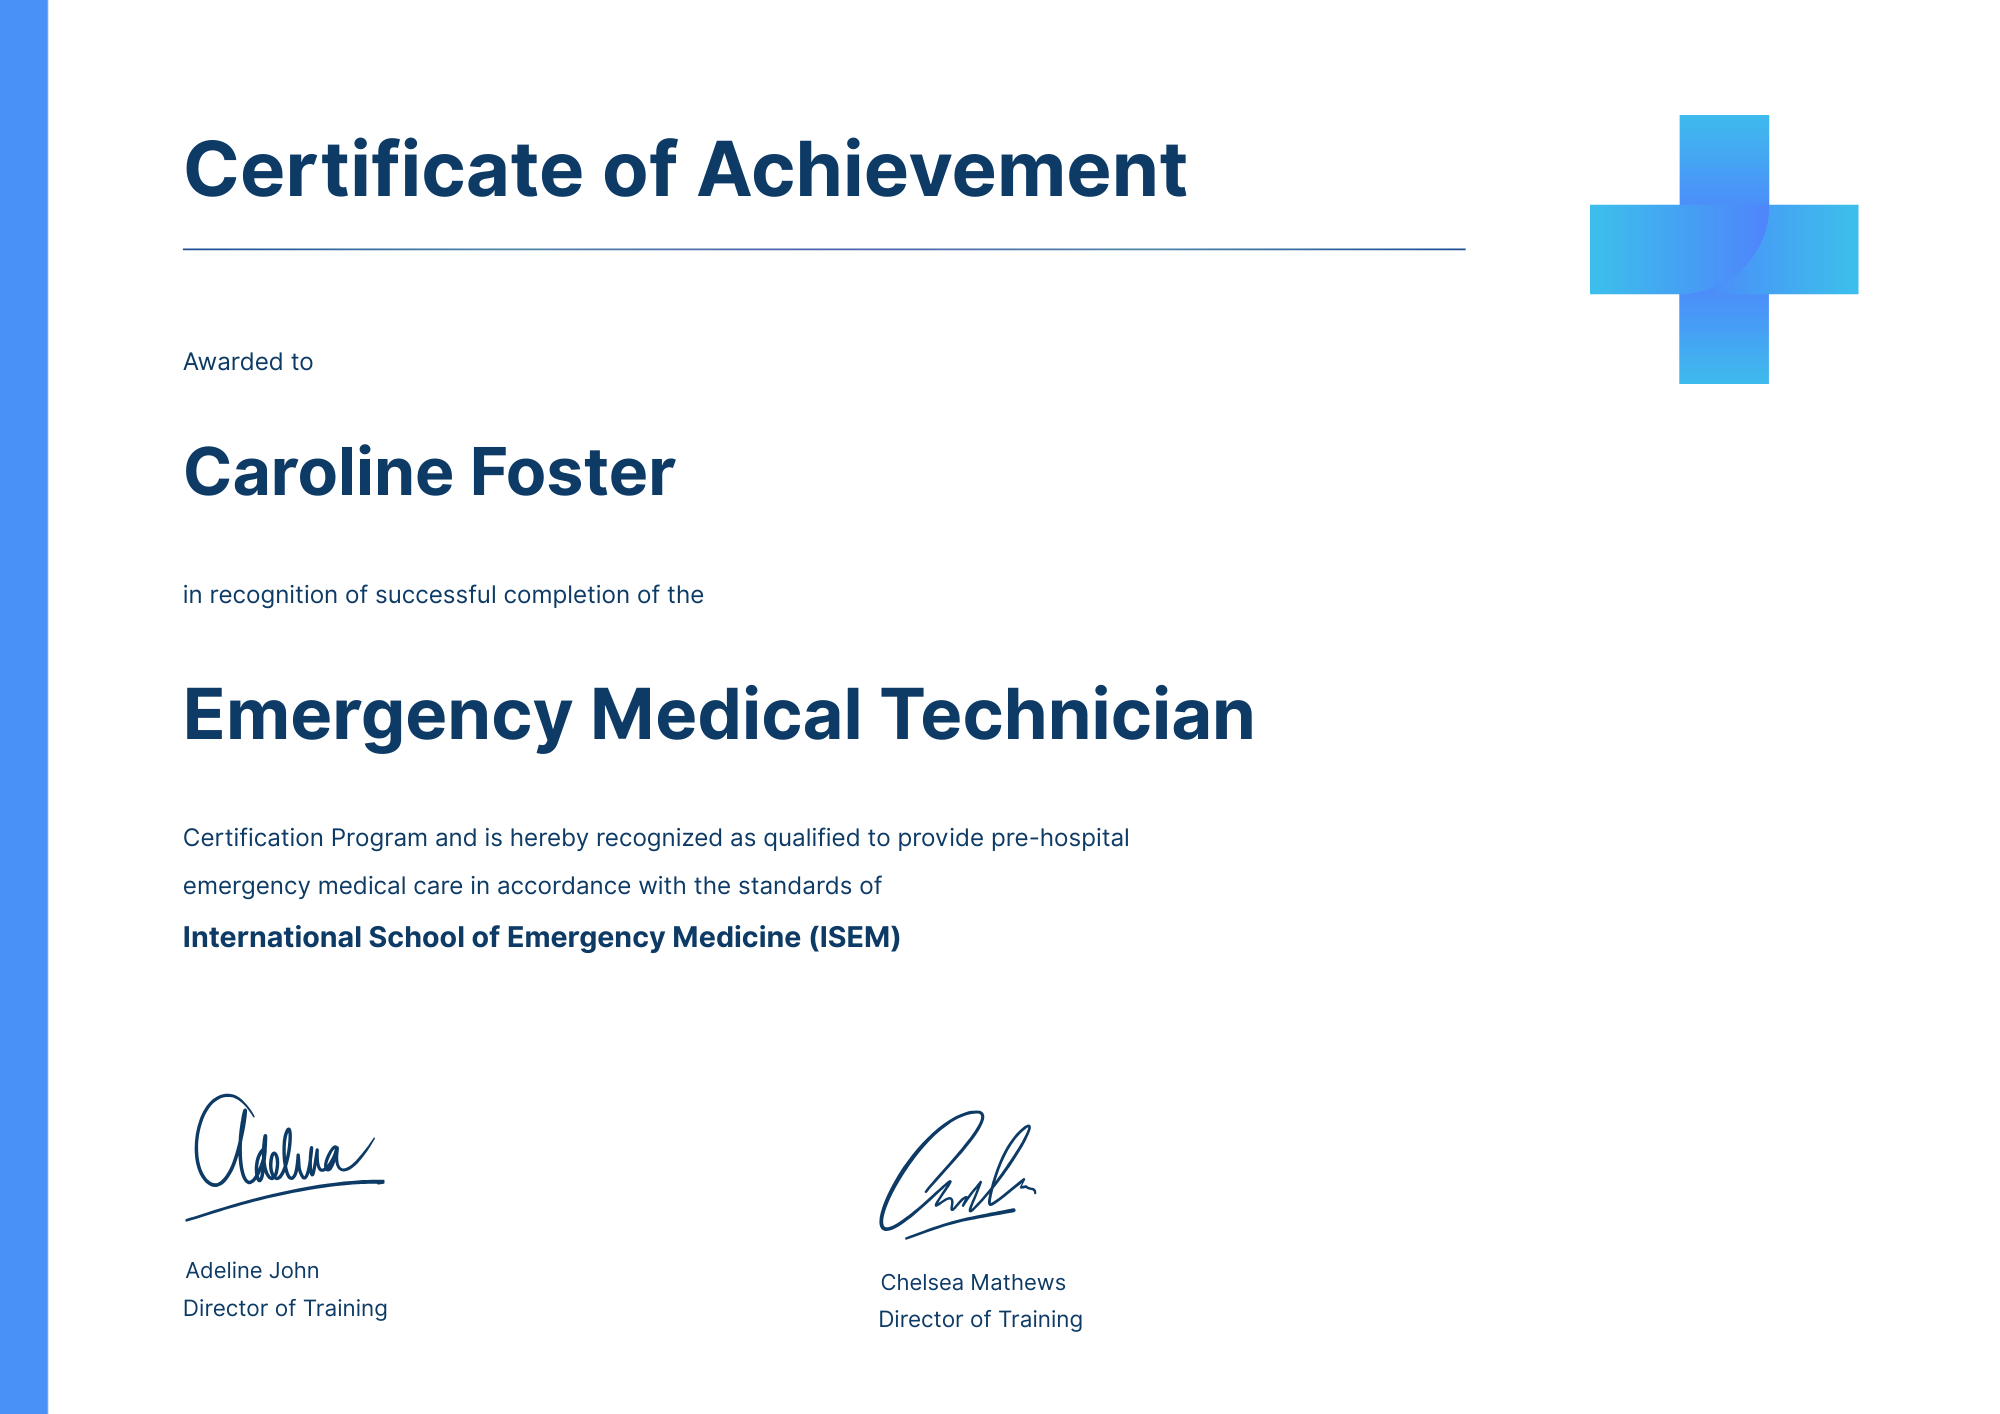 Certificate of Achievement
Awarded to
Caroline Foster
in recognition of successful completion of the
Emergency Medical Technician
Certification Program and is hereby recognized as qualified to provide pre-hospital
emergency medical care in accordance with the standards of
International School of Emergency Medicine (ISEM)
Adelina
Adeline John
Director of Training
Chelsea Mathews
Director of Training